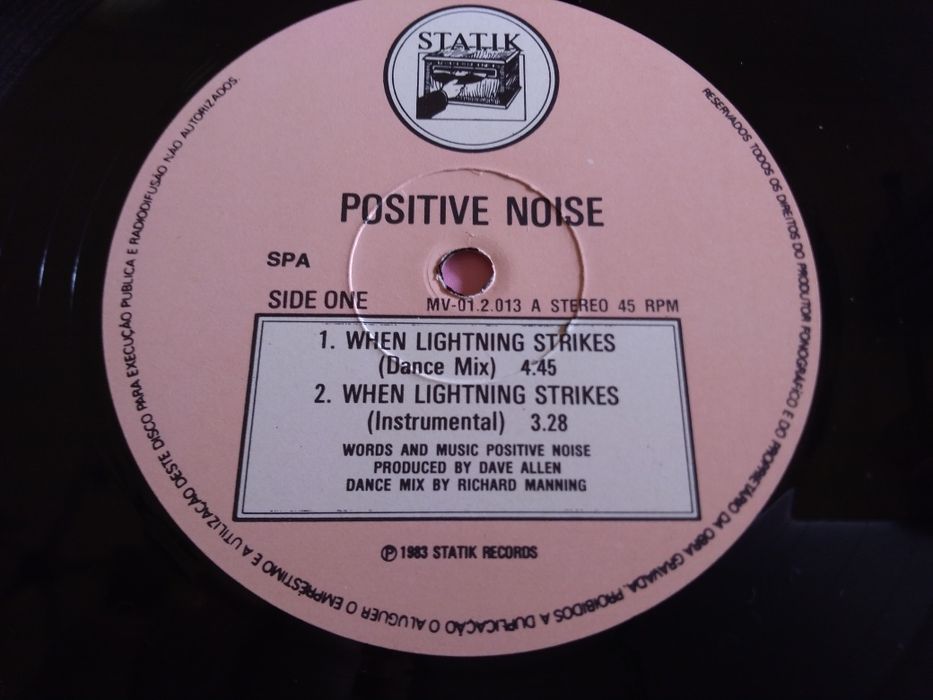 STATIK
POSITIVE NOISE
SPA
SIDE ONE
MV-01.2.013 A STEREO 45 RPM
1. WHEN LIGHTNING STRIKES
(Dance Mix) 4.45
2. WHEN LIGHTNING STRIKES
(Instrumental) 3.28
WORDS AND MUSIC POSITIVE NOISE
PRODUCED BY DAVE ALLEN
DANCE MIX BY RICHARD MANNING
℗ 1983 STATIK RECORDS
RESERVADOS TODOS OS DIREITOS DO PRODUTOR FONOGRÁFICO E DO PROPRIETÁRIO DA OBRA GRAVADA. PROIBIDOS A DUPLICAÇÃO O ALUGUER O EMPRÉSTIMO E A UTILIZAÇÃO DESTE DISCO PARA EXECUÇÃO PUBLICA E RADIODIFUSÃO NÃO AUTORIZADOS.